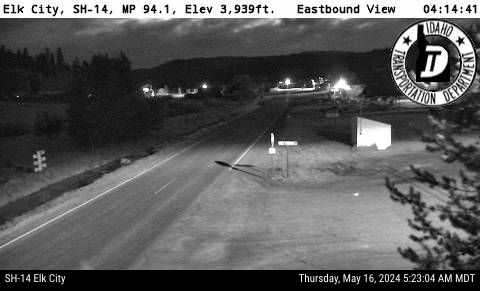 Elk City, SH-14, MP 94.1, Elev 3,939ft. Eastbound View 04:14:41
IDAHO
TRANSPORTATION DEPARTMENT
SH-14 Elk City Thursday, May 16, 2024 5:23:04 AM MDT